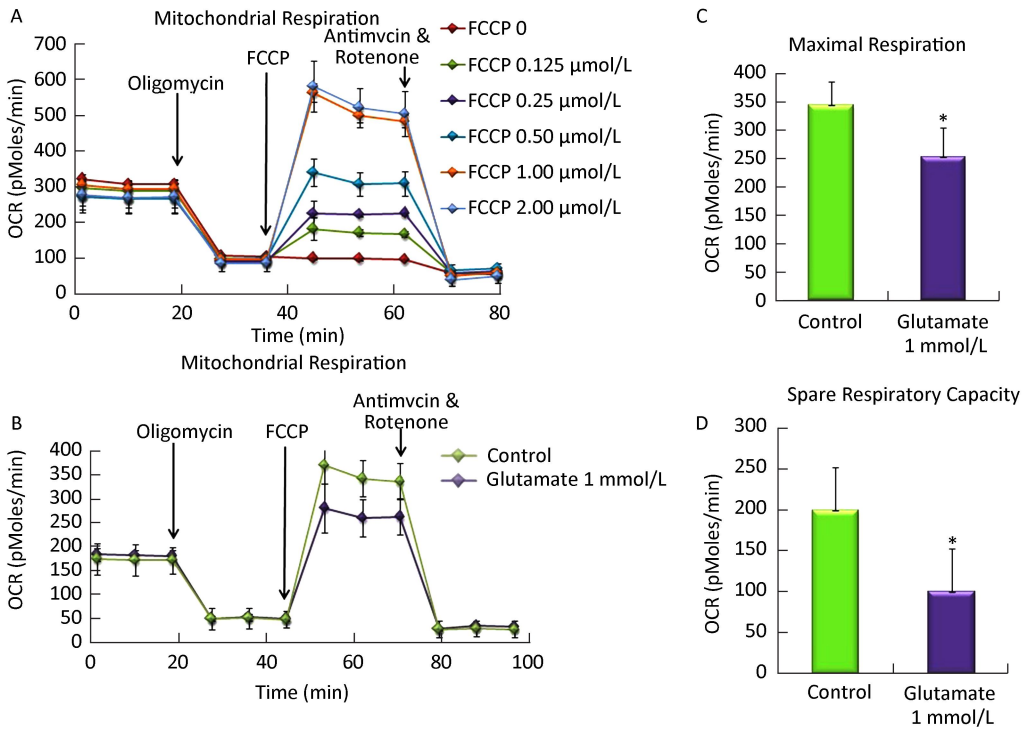 A
Mitochondrial Respiration
OCR (pMoles/min)
700
600
500
400
300
200
100
0
0
20
40
60
80
Time (min)
Oligomycin
FCCP
Antimvcin &
Rotenone
FCCP 0
FCCP 0.125 μmol/L
FCCP 0.25 μmol/L
FCCP 0.50 μmol/L
FCCP 1.00 μmol/L
FCCP 2.00 μmol/L
Mitochondrial Respiration
B
OCR (pMoles/min)
400
350
300
250
200
150
100
50
0
0
20
40
60
80
100
Time (min)
Oligomycin
FCCP
Antimvcin &
Rotenone
Control
Glutamate 1 mmol/L
C
Maximal Respiration
OCR (pMoles/min)
400
350
300
250
200
150
100
50
0
*
Control
Glutamate
1 mmol/L
Spare Respiratory Capacity
D
OCR (pMoles/min)
300
250
200
150
100
50
0
*
Control
Glutamate
1 mmol/L